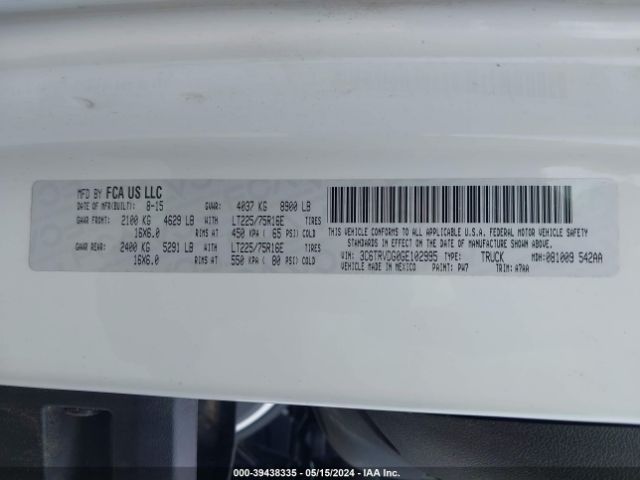 MFD BY FCA US LLC
DATE OF MFR(BUILT): 8-15 GVWR: 4037 KG 8900 LB
GAWR FRONT: 2100 KG 4629 LB WITH LT225/75R16E TIRES
16X6.0 RIMS AT 450 KPA ( 65 PSI) COLD
GAWR REAR: 2400 KG 5291 LB WITH LT225/75R16E TIRES
16X6.0 RIMS AT 550 KPA ( 80 PSI) COLD
THIS VEHICLE CONFORMS TO ALL APPLICABLE U.S.A. FEDERAL MOTOR VEHICLE SAFETY
STANDARDS IN EFFECT ON THE DATE OF MANUFACTURE SHOWN ABOVE.
VIN: 3C6TRVDG0GE102995 TYPE: TRUCK MDH: 081009 542AA
VEHICLE MADE IN MEXICO PAINT: PW7 TRIM: A7AA
000-39438335 - 05/15/2024 - IAA Inc.